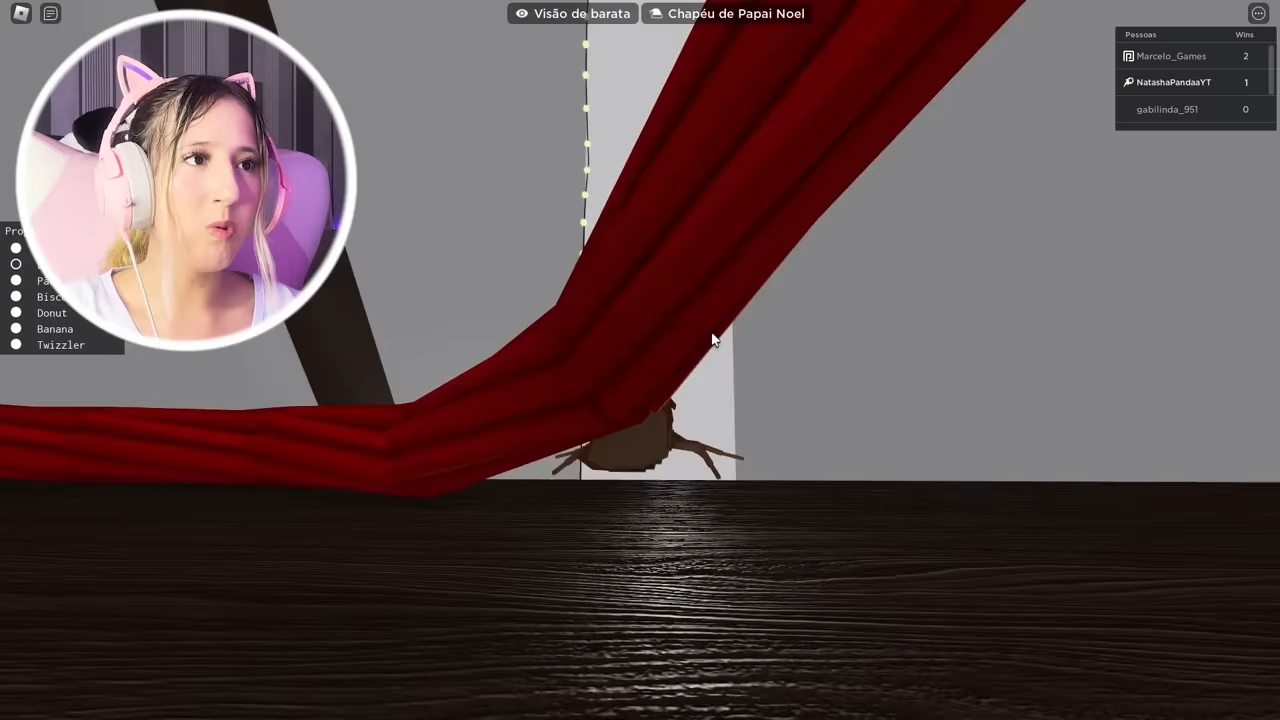 Visão de barata
Chapéu de Papai Noel
Pessoas Wins
Marcelo_Games 2
NatashaPandaaYT 1
gabilinda_951 0
Donut
Banana
Twizzler